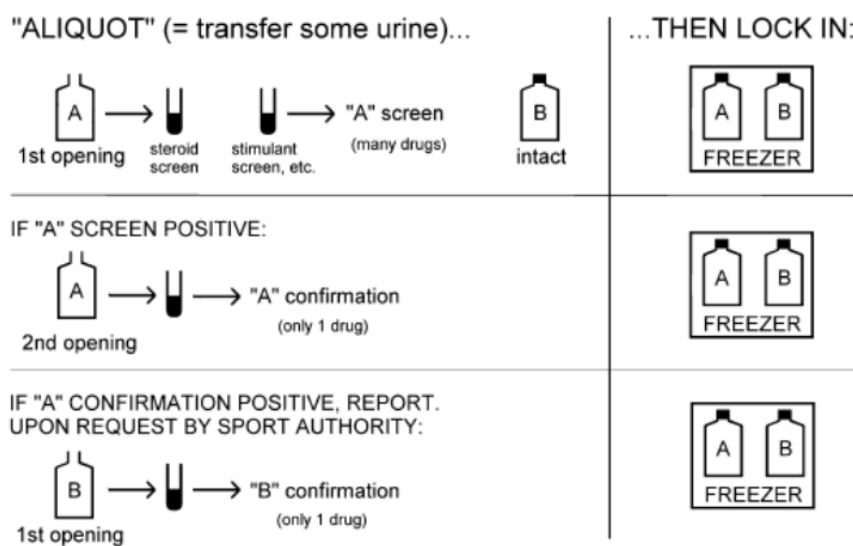 "ALIQUOT" (= transfer some urine)...
...THEN LOCK IN:
A
1st opening
steroid
screen
stimulant
screen, etc.
"A" screen
(many drugs)
B
intact
A
B
FREEZER
IF "A" SCREEN POSITIVE:
A
2nd opening
"A" confirmation
(only 1 drug)
A
B
FREEZER
IF "A" CONFIRMATION POSITIVE, REPORT.
UPON REQUEST BY SPORT AUTHORITY:
B
1st opening
"B" confirmation
(only 1 drug)
A
B
FREEZER